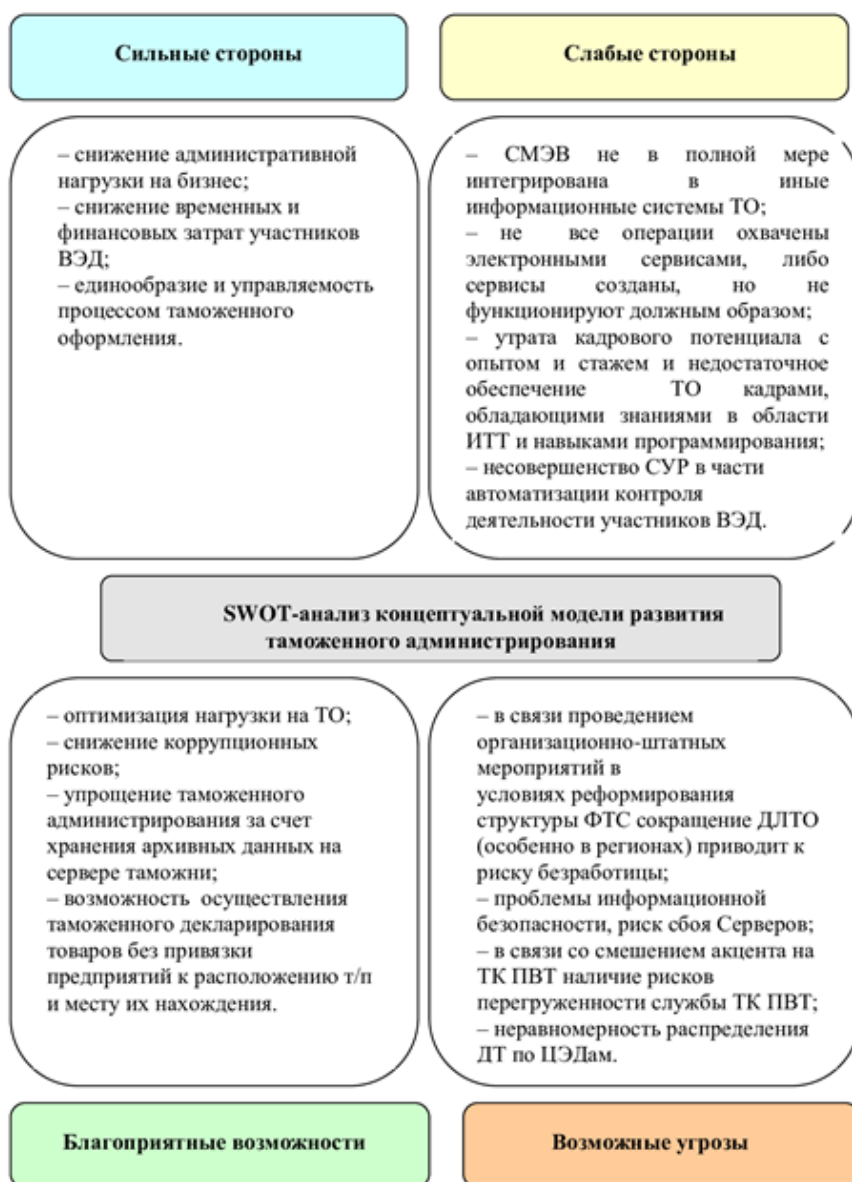 Сильные стороны
Слабые стороны
– снижение административной
нагрузки на бизнес;
– снижение временных и
финансовых затрат участников
ВЭД;
– единообразие и управляемость
процессом таможенного
оформления.
– СМЭВ не в полной мере
интегрирована в иные
информационные системы ТО;
– не все операции охвачены
электронными сервисами, либо
сервисы созданы, но не
функционируют должным образом;
– утрата кадрового потенциала с
опытом и стажем и недостаточное
обеспечение ТО кадрами,
обладающими знаниями в области
ИТТ и навыками программирования;
– несовершенство СУР в части
автоматизации контроля
деятельности участников ВЭД.
SWOT-анализ концептуальной модели развития
таможенного администрирования
– оптимизация нагрузки на ТО;
– снижение коррупционных
рисков;
– упрощение таможенного
администрирования за счет
хранения архивных данных на
сервере таможни;
– возможность осуществления
таможенного декларирования
товаров без привязки
предприятий к расположению т/п
и месту их нахождения.
– в связи проведением
организационно-штатных
мероприятий в
условиях реформирования
структуры ФТС сокращение ДЛТО
(особенно в регионах) приводит к
риску безработицы;
– проблемы информационной
безопасности, риск сбоя Серверов;
– в связи со смешением акцента на
ТК ПВТ наличие рисков
перегруженности службы ТК ПВТ;
– неравномерность распределения
ДТ по ЦЭДам.
Благоприятные возможности
Возможные угрозы